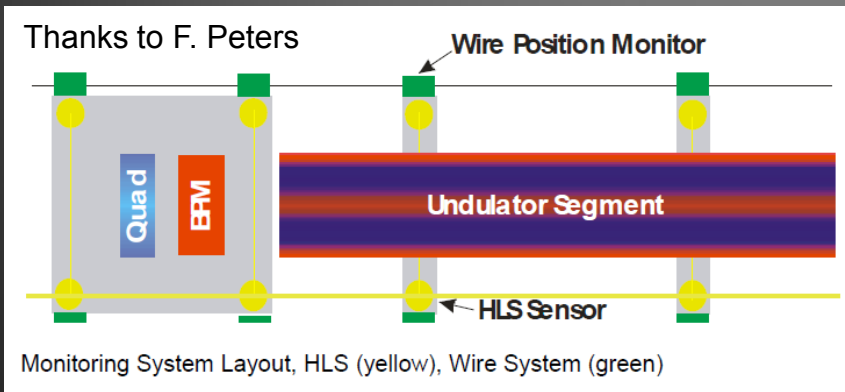 Thanks to F. Peters
Wire Position Monitor
Quad
BPM
Undulator Segment
HLS Sensor
Monitoring System Layout, HLS (yellow), Wire System (green)